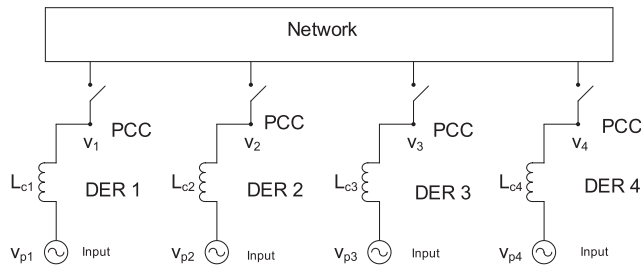 Network
PCC PCC PCC PCC
v1 v2 v3 v4
Lc1 DER 1 Lc2 DER 2 Lc3 DER 3 Lc4 DER 4
vp1 Input vp2 Input vp3 Input vp4 Input